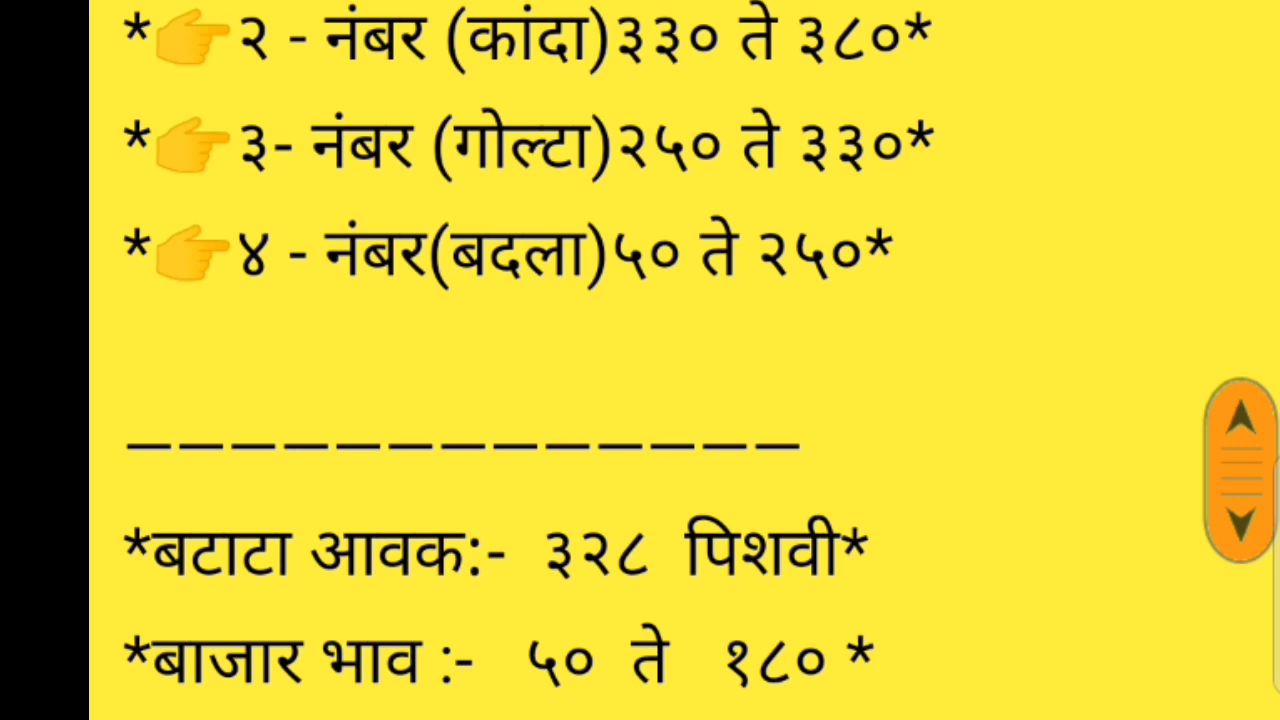 *👉२ - नंबर (कांदा)३३० ते ३८०*
*👉३- नंबर (गोल्टा)२५० ते ३३०*
*👉४ - नंबर(बदला)५० ते २५०*
–––––––––––––
*बटाटा आवक:- ३२८ पिशवी*
*बाजार भाव :- ५० ते १८० *